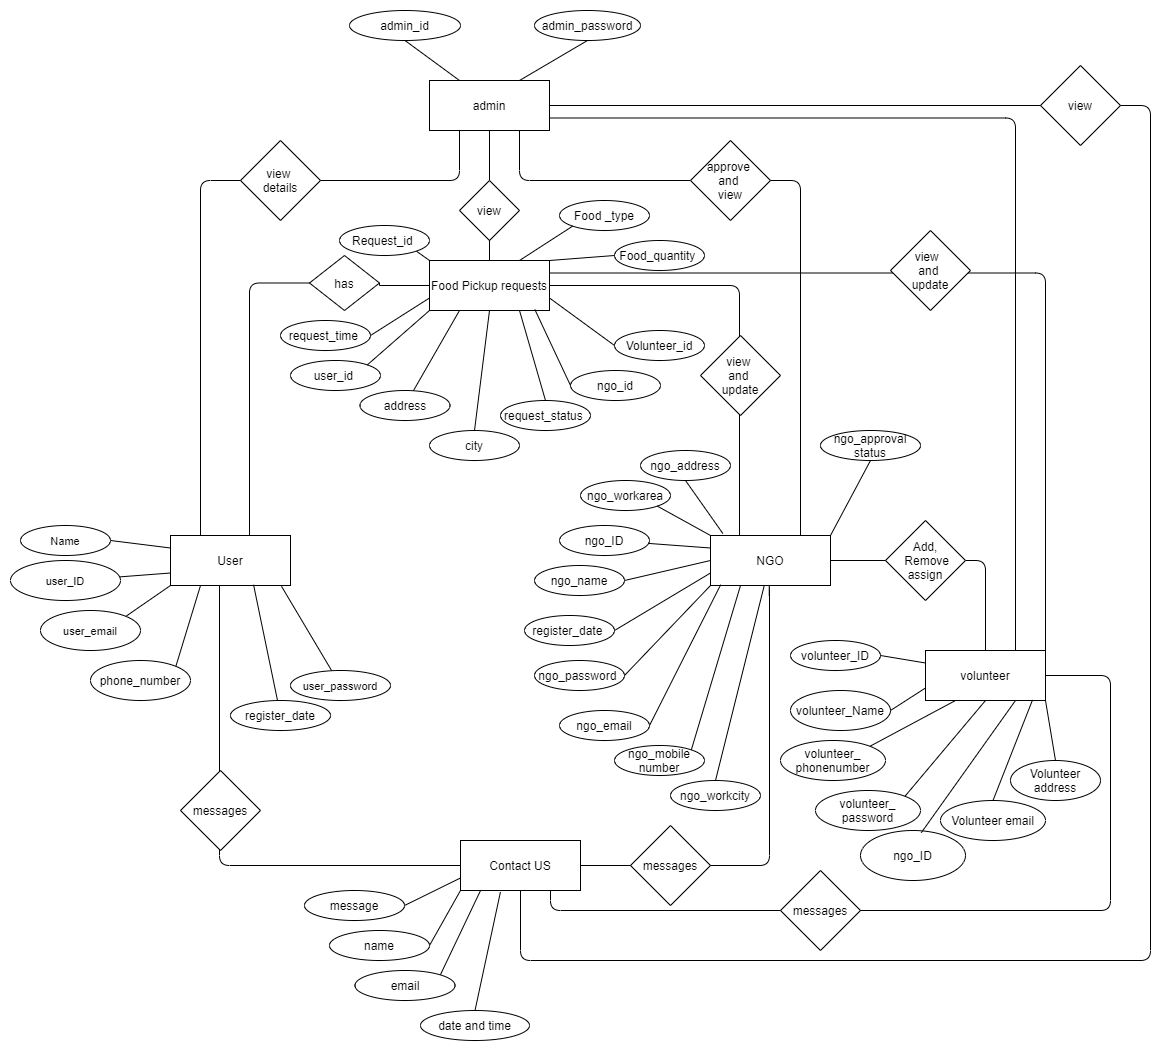 admin_id
admin_password
admin
view
view
details
approve
and
view
view
Food _type
Request_id
Food_quantity
view
and
update
has
Food Pickup requests
request_time
Volunteer_id
user_id
ngo_id
view
and
update
address
request_status
city
ngo_approval
status
ngo_address
ngo_workarea
Name
ngo_ID
User
NGO
Add,
Remove
assign
user_ID
ngo_name
user_email
register_date
volunteer_ID
phone_number
user_password
ngo_password
volunteer
register_date
ngo_email
volunteer_Name
ngo_mobile
number
volunteer_
phonenumber
Volunteer
address
ngo_workcity
messages
volunteer_
password
Volunteer email
ngo_ID
Contact US
messages
message
messages
name
email
date and time